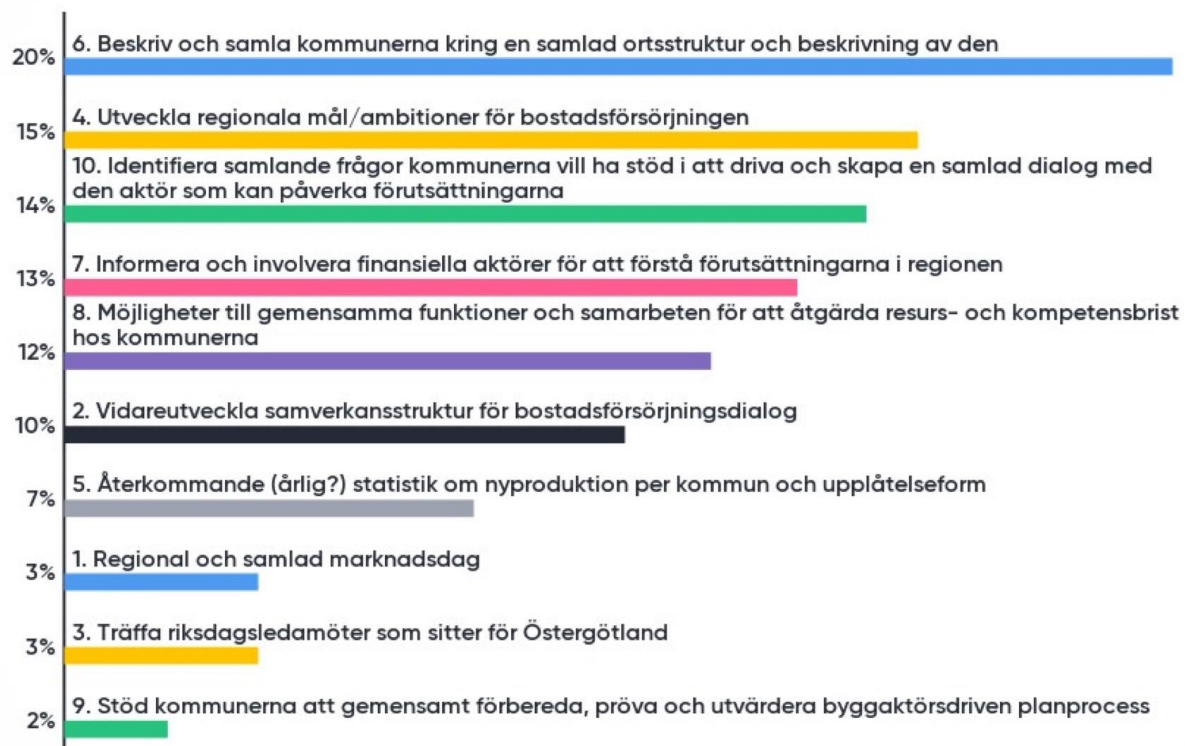 6. Beskriv och samla kommunerna kring en samlad ortsstruktur och beskrivning av den
20%
4. Utveckla regionala mål/ambitioner för bostadsförsörjningen
15%
10. Identifiera samlande frågor kommunerna vill ha stöd i att driva och skapa en samlad dialog med
den aktör som kan påverka förutsättningarna
14%
7. Informera och involvera finansiella aktörer för att förstå förutsättningarna i regionen
13%
8. Möjligheter till gemensamma funktioner och samarbeten för att åtgärda resurs- och kompetensbrist
hos kommunerna
12%
2. Vidareutveckla samverkansstruktur för bostadsförsörjningsdialog
10%
5. Återkommande (årlig?) statistik om nyproduktion per kommun och upplåtelseform
7%
1. Regional och samlad marknadsdag
3%
3. Träffa riksdagsledamöter som sitter för Östergötland
3%
9. Stöd kommunerna att gemensamt förbereda, pröva och utvärdera byggaktörsdriven planprocess
2%